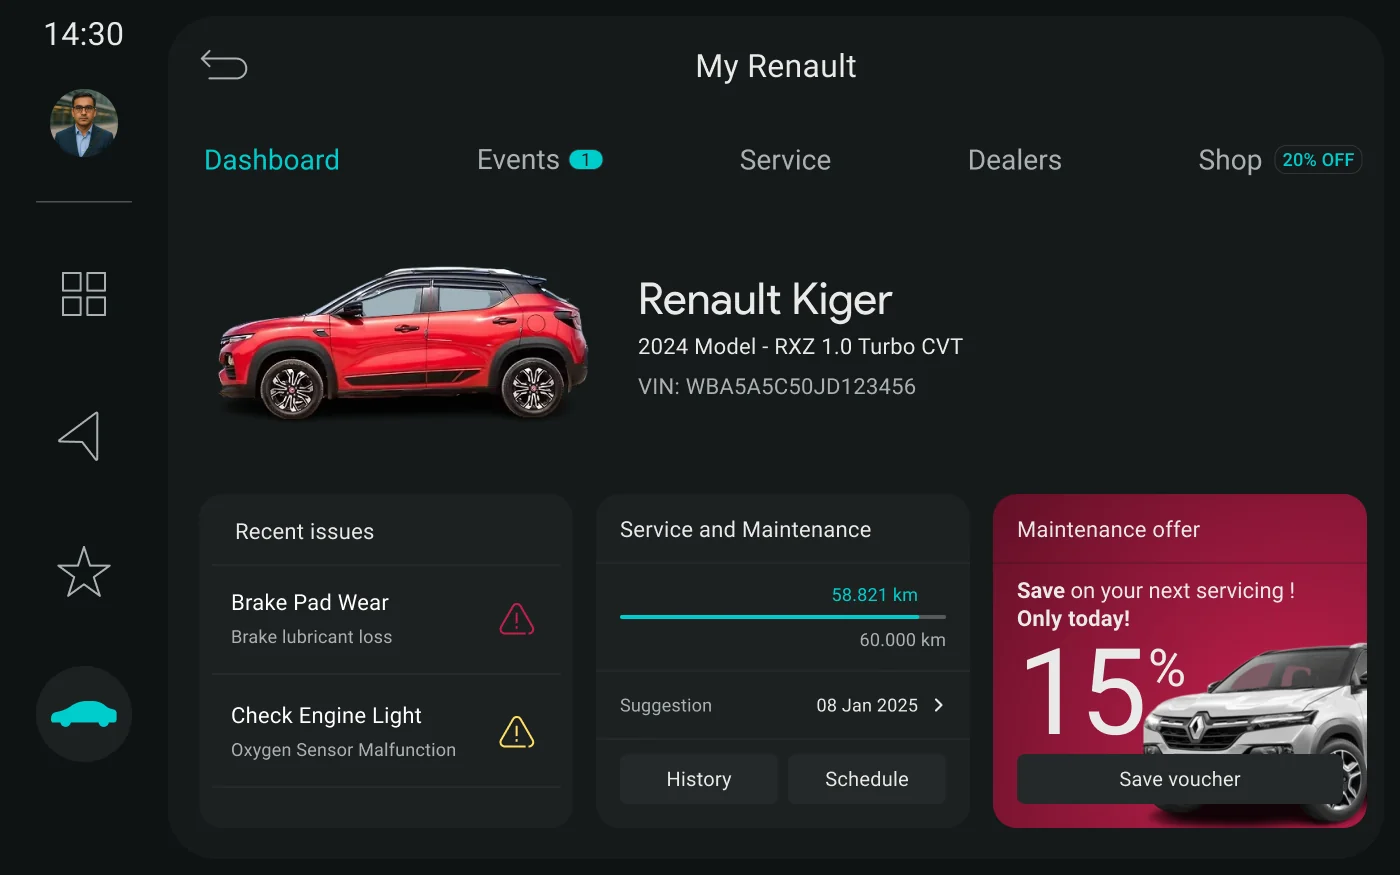 14:30
My Renault
Dashboard
Events 1
Service
Dealers
Shop 20% OFF
Renault Kiger
2024 Model - RXZ 1.0 Turbo CVT
VIN: WBA5A5C50JD123456
Recent issues
Brake Pad Wear
Brake lubricant loss
Check Engine Light
Oxygen Sensor Malfunction
Service and Maintenance
58.821 km
60.000 km
Suggestion 08 Jan 2025
History
Schedule
Maintenance offer
Save on your next servicing !
Only today!
15%
Save voucher